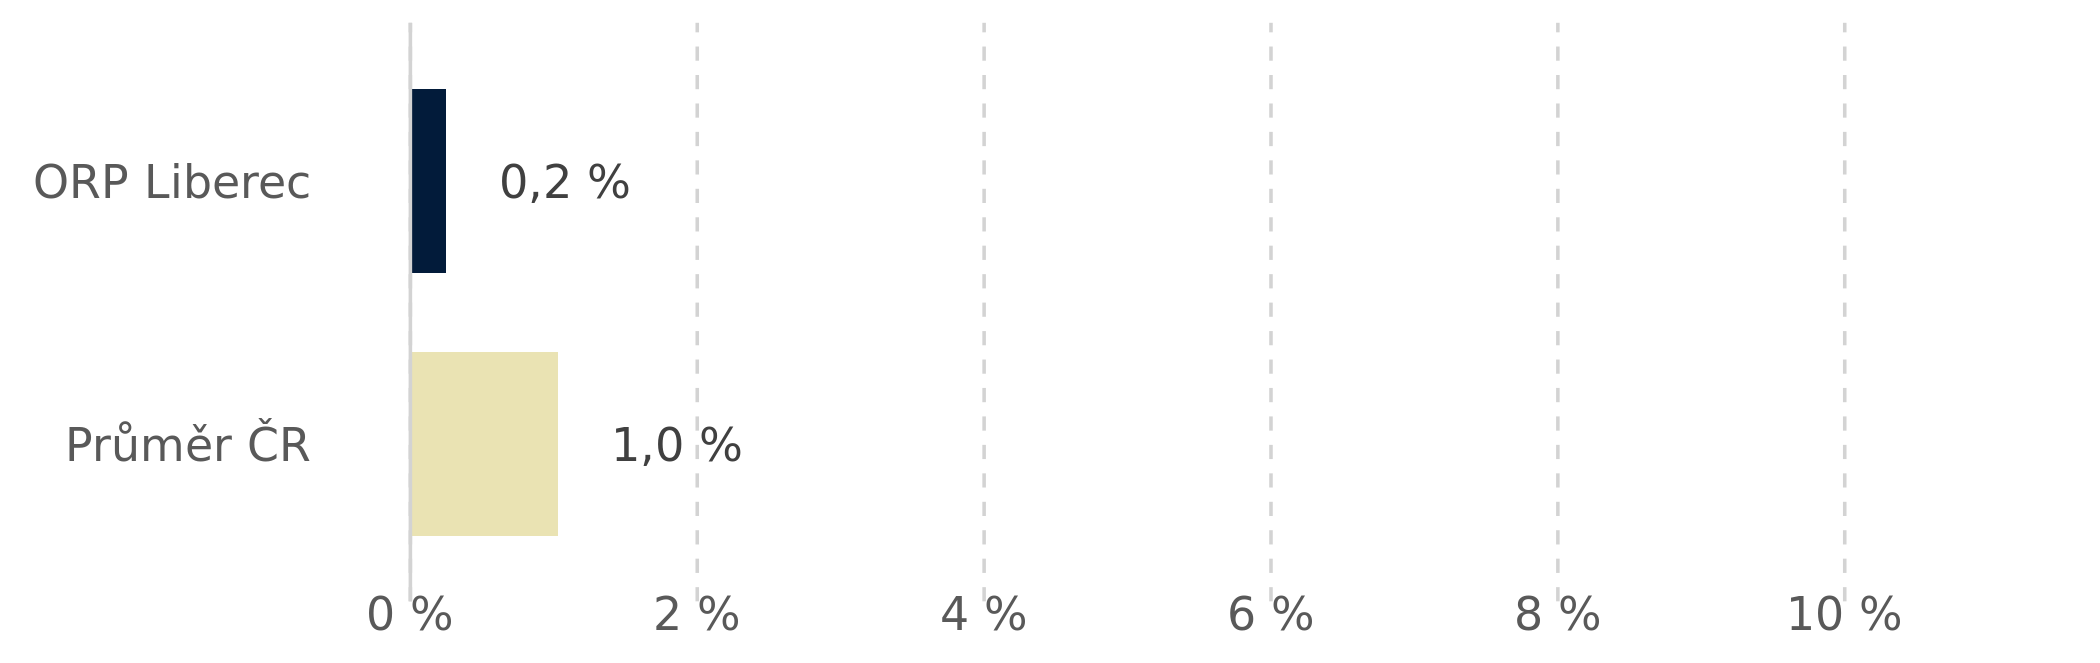 ORP Liberec 0,2 %
Průměr ČR 1,0 %
0 % 2 % 4 % 6 % 8 % 10 %